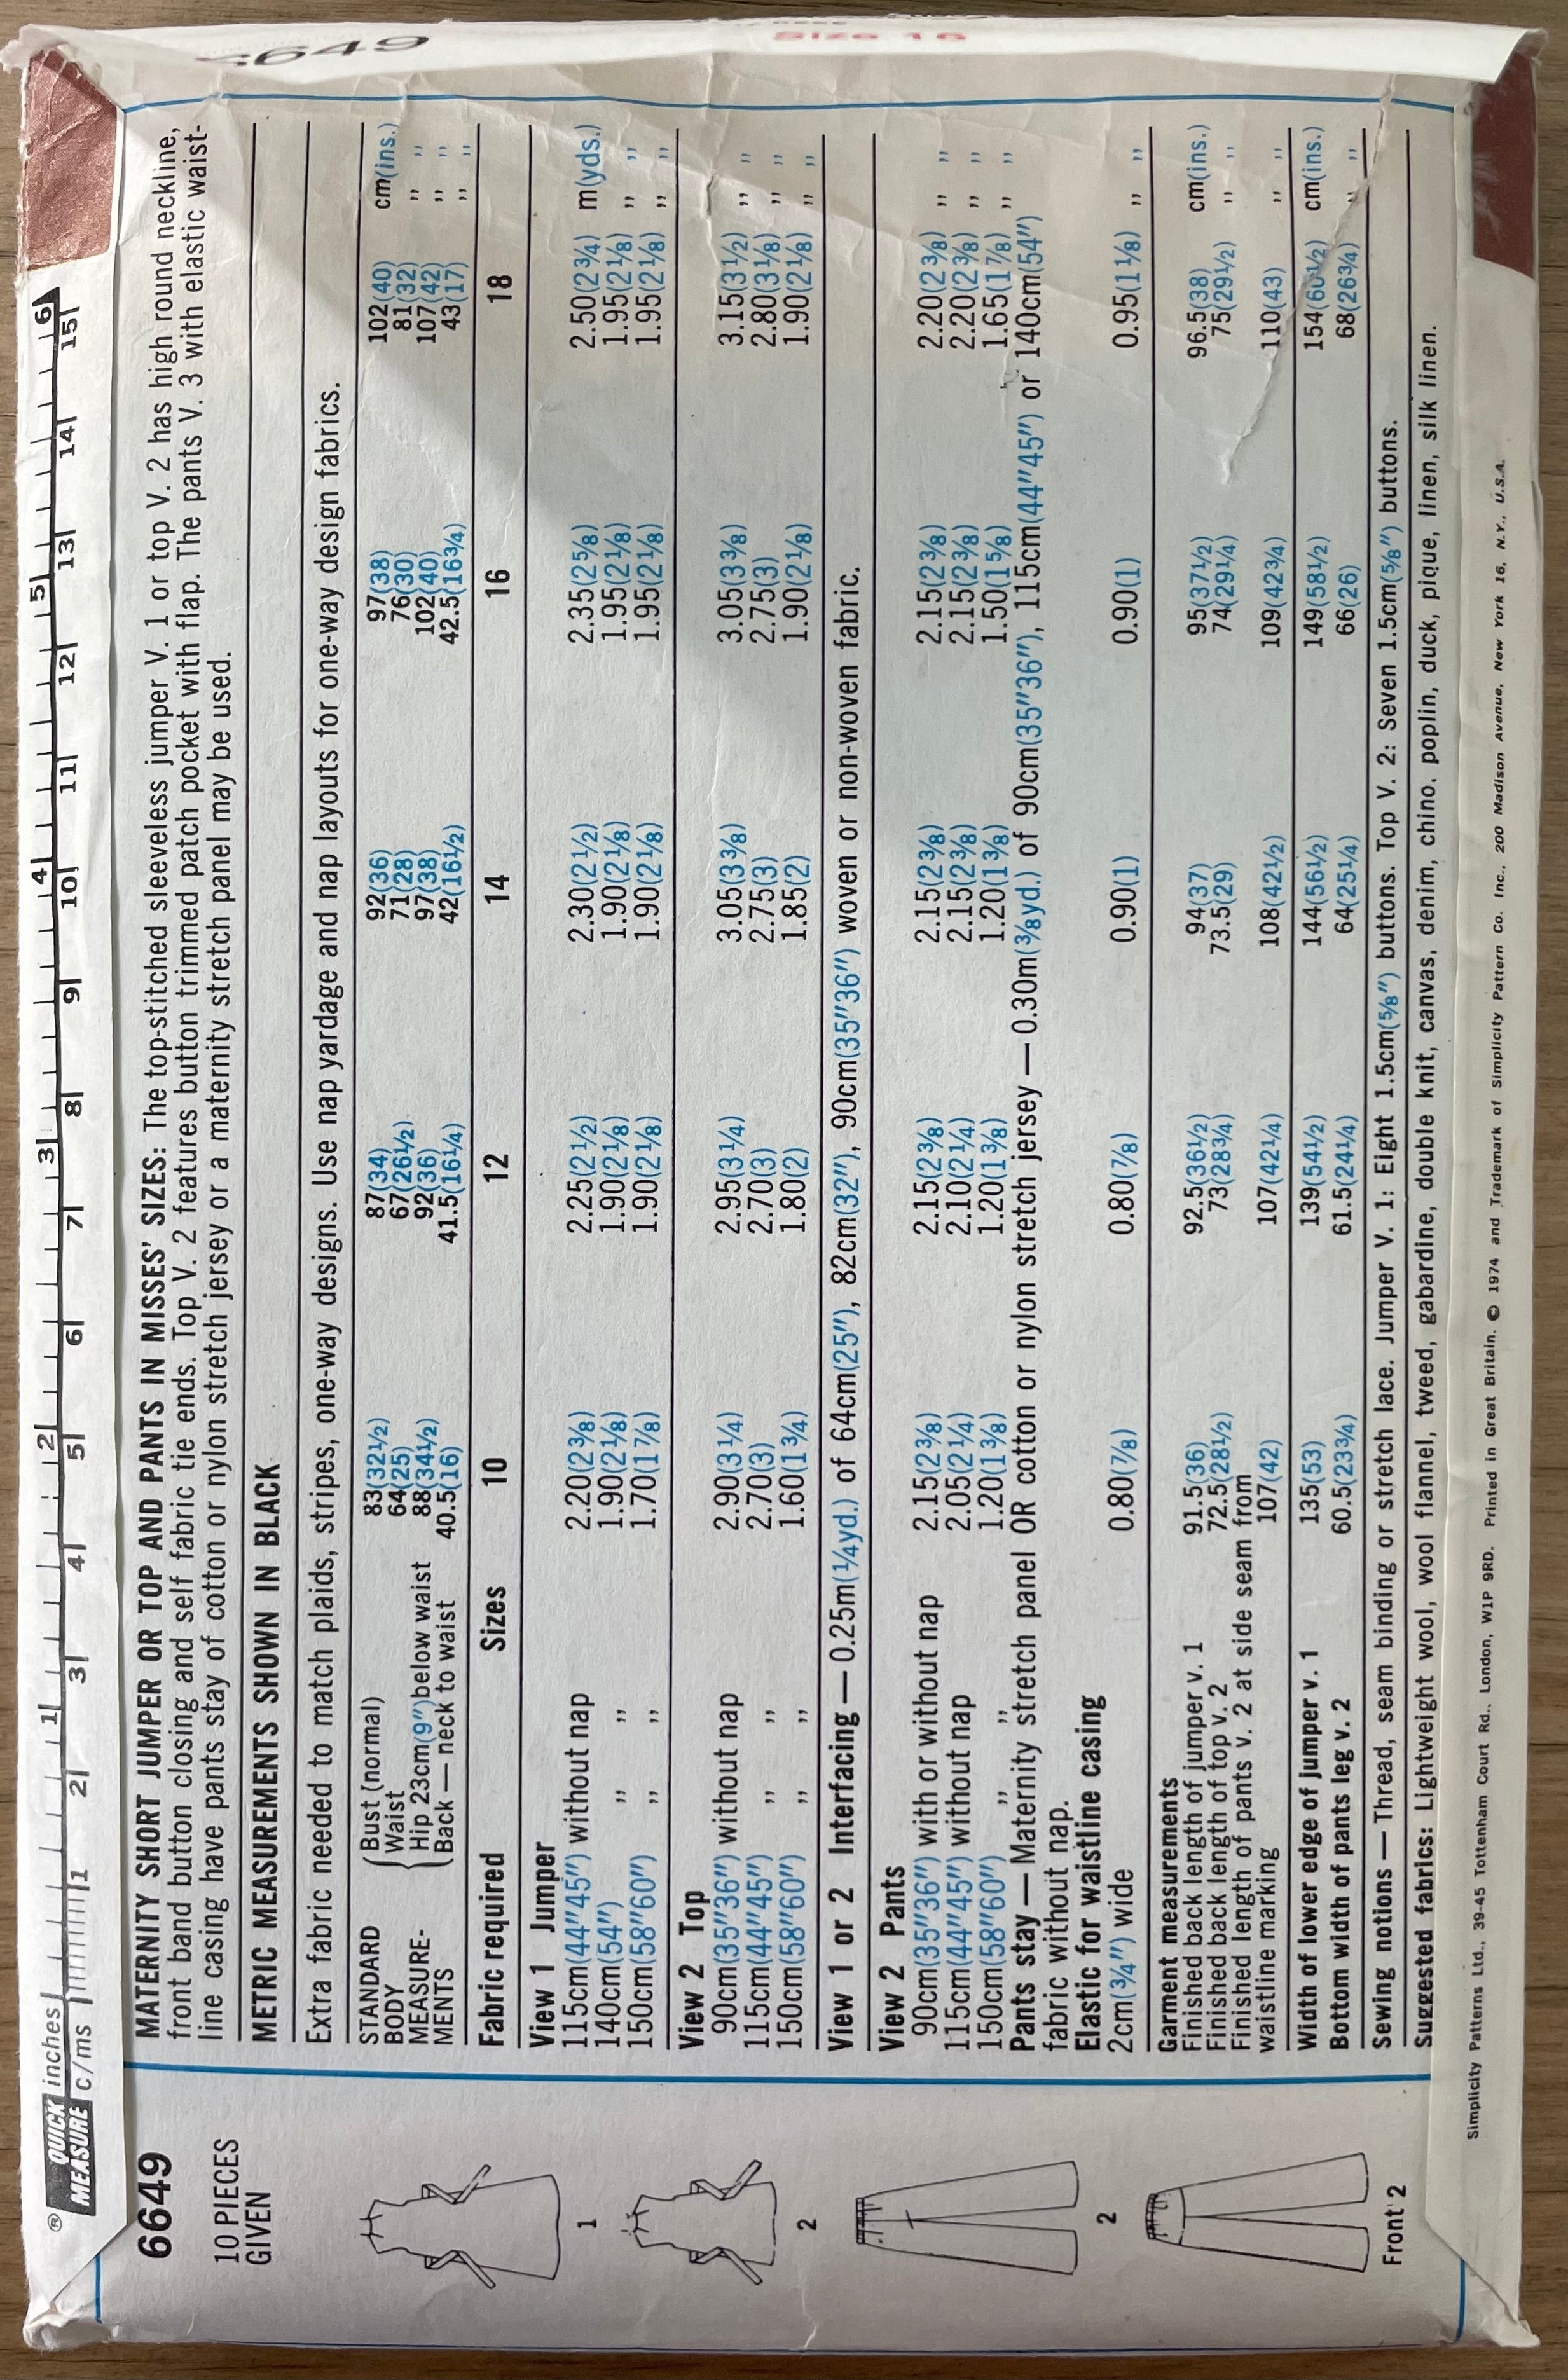 6649
Size 16
® QUICK MEASURE inches 1 2 3 4 5 6
c/ms 1 2 3 4 5 6 7 8 9 10 11 12 13 14 15
6649
10 PIECES
GIVEN
1
2
2
Front 2
MATERNITY SHORT JUMPER OR TOP AND PANTS IN MISSES' SIZES: The top-stitched sleeveless jumper V. 1 or top V. 2 has high round neckline,
front band button closing and self fabric tie ends. Top V. 2 features button trimmed patch pocket with flap. The pants V. 3 with elastic waist-
line casing have pants stay of cotton or nylon stretch jersey or a maternity stretch panel may be used.
METRIC MEASUREMENTS SHOWN IN BLACK
Extra fabric needed to match plaids, stripes, one-way designs. Use nap yardage and nap layouts for one-way design fabrics.
STANDARD { Bust (normal) 83(32½) 87(34) 92(36) 97(38) 102(40) cm(ins.)
BODY Waist 64(25) 67(26½) 71(28) 76(30) 81(32) ,, ,,
MEASURE- Hip 23cm(9″)below waist 88(34½) 92(36) 97(38) 102(40) 107(42) ,, ,,
MENTS Back — neck to waist 40.5(16) 41.5(16¼) 42(16½) 42.5(16¾) 43(17) ,, ,,
Fabric required Sizes 10 12 14 16 18
View 1 Jumper
115cm(44″45″) without nap 2.20(2⅜) 2.25(2½) 2.30(2½) 2.35(2⅝) 2.50(2¾) m(yds.)
140cm(54″) ,, ,, 1.90(2⅛) 1.90(2⅛) 1.90(2⅛) 1.95(2⅛) 1.95(2⅛) ,, ,,
150cm(58″60″) ,, ,, 1.70(1⅞) 1.90(2⅛) 1.90(2⅛) 1.95(2⅛) 1.95(2⅛) ,, ,,
View 2 Top
90cm(35″36″) without nap 2.90(3¼) 2.95(3¼) 3.05(3⅜) 3.05(3⅜) 3.15(3½) ,, ,,
115cm(44″45″) ,, ,, 2.70(3) 2.70(3) 2.75(3) 2.75(3) 2.80(3⅛) ,, ,,
150cm(58″60″) ,, ,, 1.60(1¾) 1.80(2) 1.85(2) 1.90(2⅛) 1.90(2⅛) ,, ,,
View 1 or 2 Interfacing — 0.25m(¼yd.) of 64cm(25″), 82cm(32″), 90cm(35″36″) woven or non-woven fabric.
View 2 Pants
90cm(35″36″) with or without nap 2.15(2⅜) 2.15(2⅜) 2.15(2⅜) 2.15(2⅜) 2.20(2⅜) ,, ,,
115cm(44″45″) without nap 2.05(2¼) 2.10(2¼) 2.15(2⅜) 2.15(2⅜) 2.20(2⅜) ,, ,,
150cm(58″60″) ,, ,, 1.20(1⅜) 1.20(1⅜) 1.20(1⅜) 1.50(1⅝) 1.65(1⅞) ,, ,,
Pants stay — Maternity stretch panel OR cotton or nylon stretch jersey — 0.30m(⅜yd.) of 90cm(35″36″), 115cm(44″45″) or 140cm(54″)
fabric without nap.
Elastic for waistline casing
2cm(¾″) wide 0.80(⅞) 0.80(⅞) 0.90(1) 0.90(1) 0.95(1⅛) ,, ,,
Garment measurements
Finished back length of jumper v. 1 91.5(36) 92.5(36½) 94(37) 95(37½) 96.5(38) cm(ins.)
Finished back length of top v. 2 72.5(28½) 73(28¾) 73.5(29) 74(29¼) 75(29½) ,, ,,
Finished length of pants v. 2 at side seam from
waistline marking 107(42) 107(42¼) 108(42½) 109(42¾) 110(43) ,, ,,
Width of lower edge of jumper v. 1 135(53) 139(54½) 144(56½) 149(58½) 154(60½) cm(ins.)
Bottom width of pants leg v. 2 60.5(23¾) 61.5(24¼) 64(25¼) 66(26) 68(26¾) ,, ,,
Sewing notions — Thread, seam binding or stretch lace. Jumper V. 1: Eight 1.5cm(⅝″) buttons. Top V. 2: Seven 1.5cm(⅝″) buttons.
Suggested fabrics: Lightweight wool, wool flannel, tweed, gabardine, double knit, canvas, denim, chino. poplin, duck, pique, linen, silk linen.
Simplicity Patterns Ltd., 39-45 Tottenham Court Rd., London, W1P 9RD. Printed in Great Britain. © 1974 and Trademark of Simplicity Pattern Co. Inc., 200 Madison Avenue, New York 16, N.Y., U.S.A.